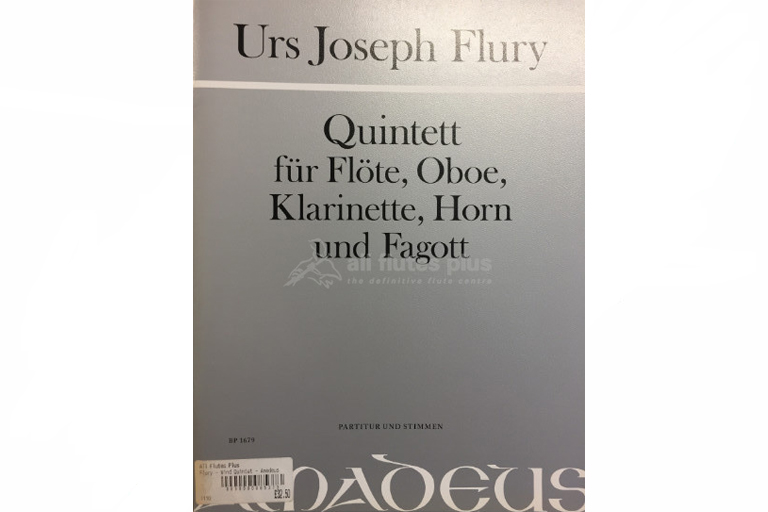 Urs Joseph Flury
Quintett
für Flöte, Oboe,
Klarinette, Horn
und Fagott
all flutes plus
the definitive flute centre
PARTITUR UND STIMMEN
BP 1679
All Flutes Plus
Flury - Wind Quintet - Amadeus
£32.50
AMADEUS